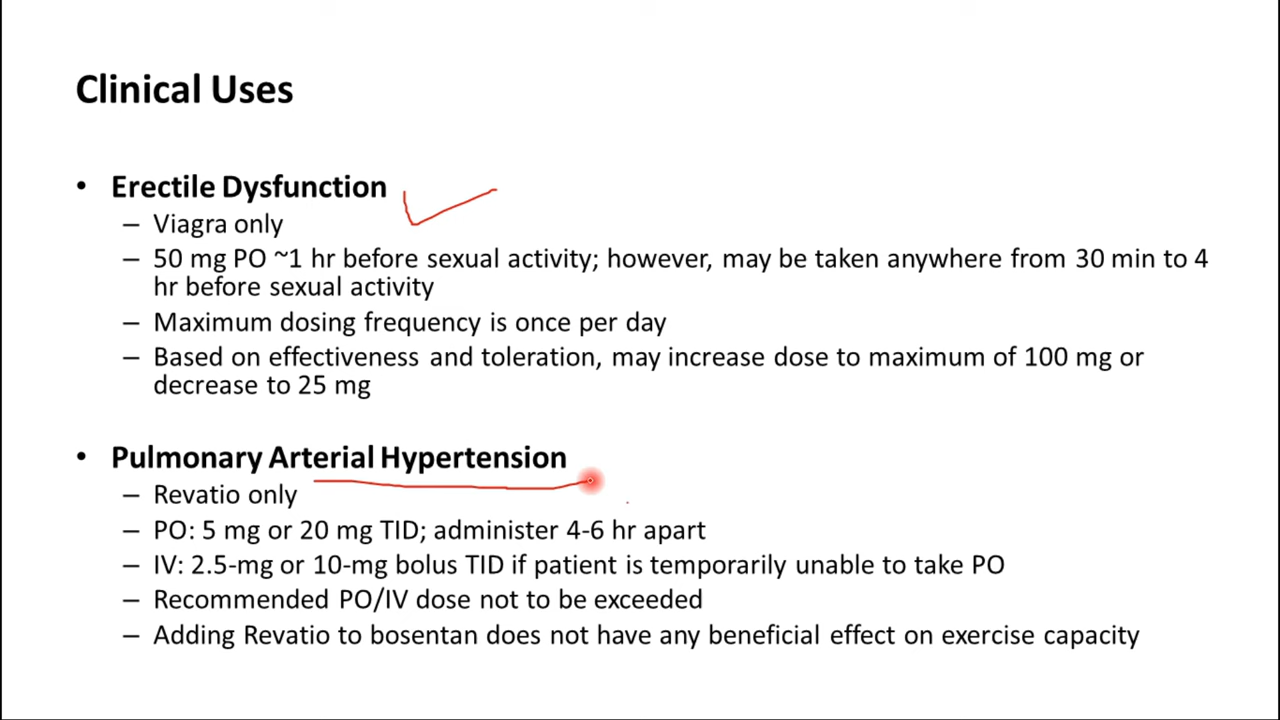 Clinical Uses
• Erectile Dysfunction
– Viagra only
– 50 mg PO ~1 hr before sexual activity; however, may be taken anywhere from 30 min to 4
hr before sexual activity
– Maximum dosing frequency is once per day
– Based on effectiveness and toleration, may increase dose to maximum of 100 mg or
decrease to 25 mg
• Pulmonary Arterial Hypertension
– Revatio only
– PO: 5 mg or 20 mg TID; administer 4-6 hr apart
– IV: 2.5-mg or 10-mg bolus TID if patient is temporarily unable to take PO
– Recommended PO/IV dose not to be exceeded
– Adding Revatio to bosentan does not have any beneficial effect on exercise capacity